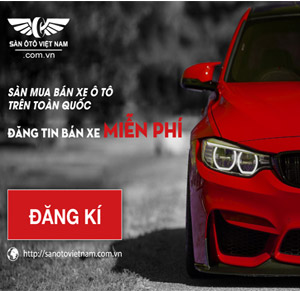 SÀN ÔTÔ VIỆT NAM
.com.vn
SÀN MUA BÁN XE Ô TÔ
TRÊN TOÀN QUỐC
ĐĂNG TIN BÁN XE MIỄN PHÍ
ĐĂNG KÍ
http://sanotovietnam.com.vn